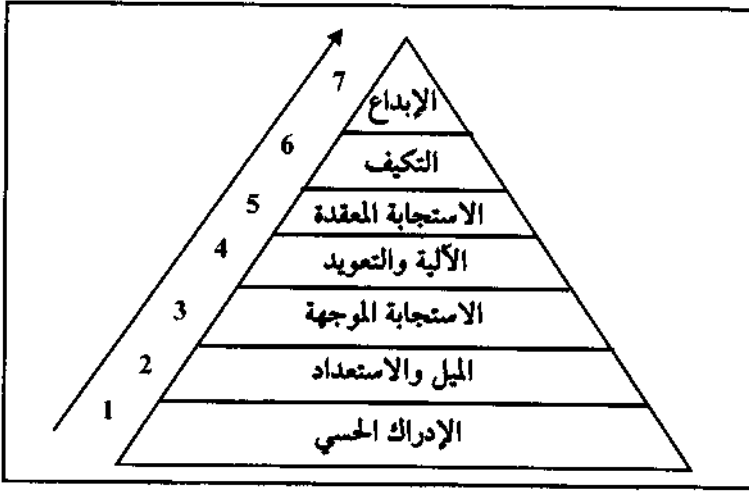 7
الإبداع
6
التكيف
5
الاستجابة المعقدة
4
الآلية والتعويد
3
الاستجابة الموجهة
2
الميل والاستعداد
1
الإدراك الحسي